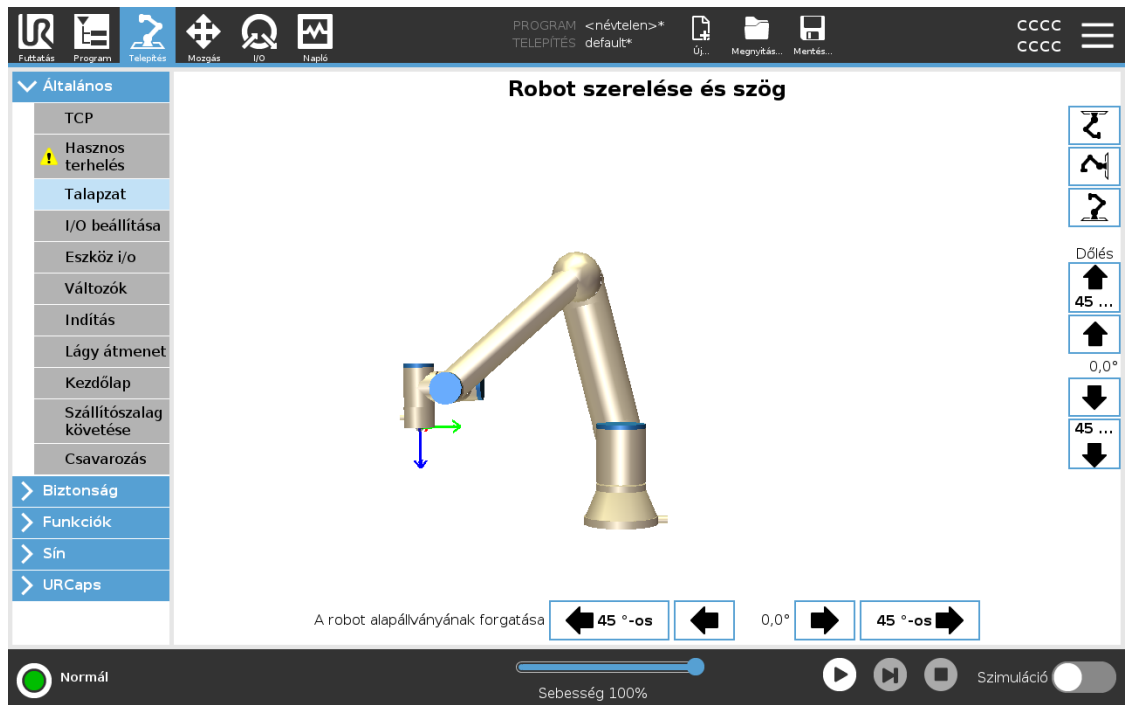 PROGRAM <névtelen>*
TELEPÍTÉS default*
CCCC
CCCC
Futtatás
Program
Telepítés
Mozgás
I/O
Napló
Új...
Megnyitás...
Mentés...
Általános
TCP
Hasznos
terhelés
Talapzat
I/O beállítása
Eszköz i/o
Változók
Indítás
Lágy átmenet
Kezdőlap
Szállítószalag
követése
Csavarozás
Biztonság
Funkciók
Sín
URCaps
Robot szerelése és szög
Dőlés
45 ...
0,0°
45 ...
A robot alapállványának forgatása
45 °-os
0,0°
45 °-os
Normál
Sebesség 100%
Szimuláció